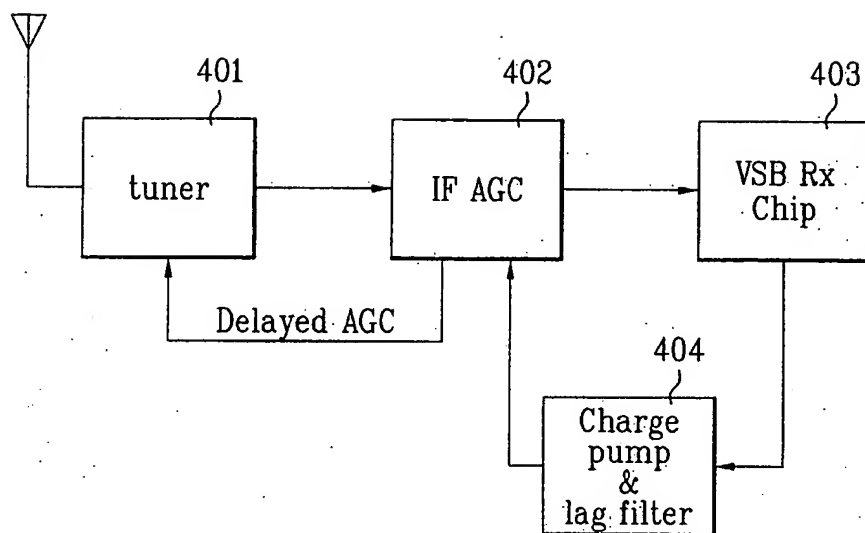 401
402
403
tuner
IF AGC
VSB Rx
Chip
Delayed AGC
404
Charge
pump
&
lag filter